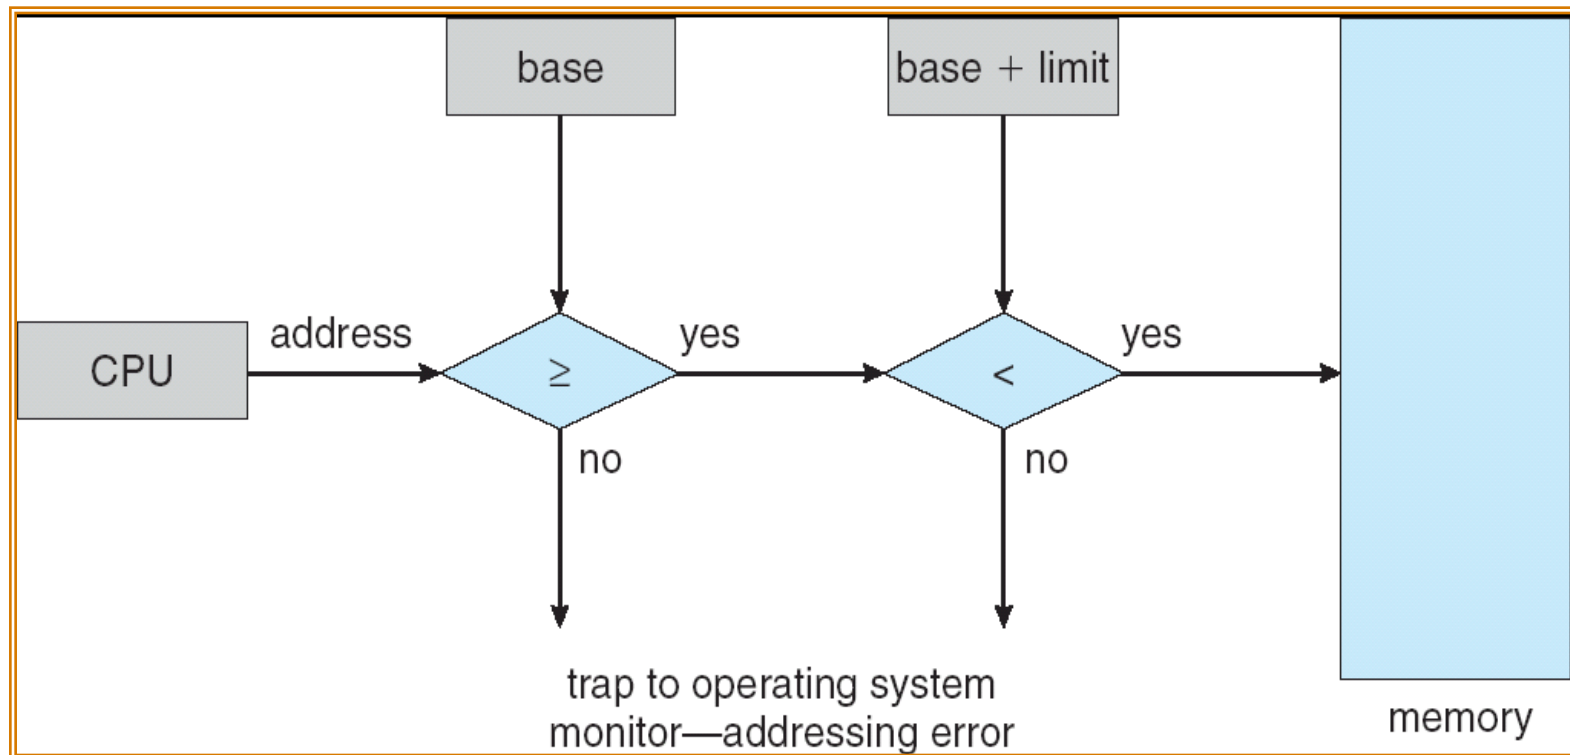 base
base + limit
address
yes
yes
CPU
≥
<
no
no
trap to operating system
monitor—addressing error
memory